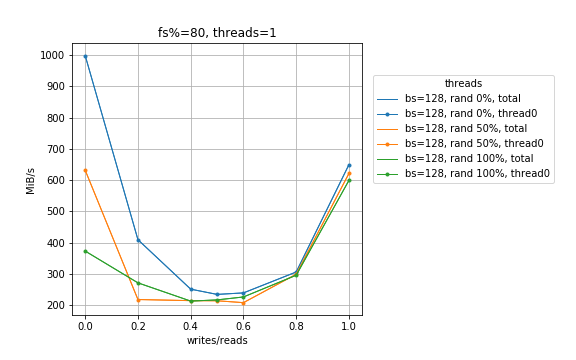 fs%=80, threads=1
1000
900
800
700
600
500
400
300
200
MiB/s
0.0 0.2 0.4 0.6 0.8 1.0
writes/reads
threads
bs=128, rand 0%, total
bs=128, rand 0%, thread0
bs=128, rand 50%, total
bs=128, rand 50%, thread0
bs=128, rand 100%, total
bs=128, rand 100%, thread0